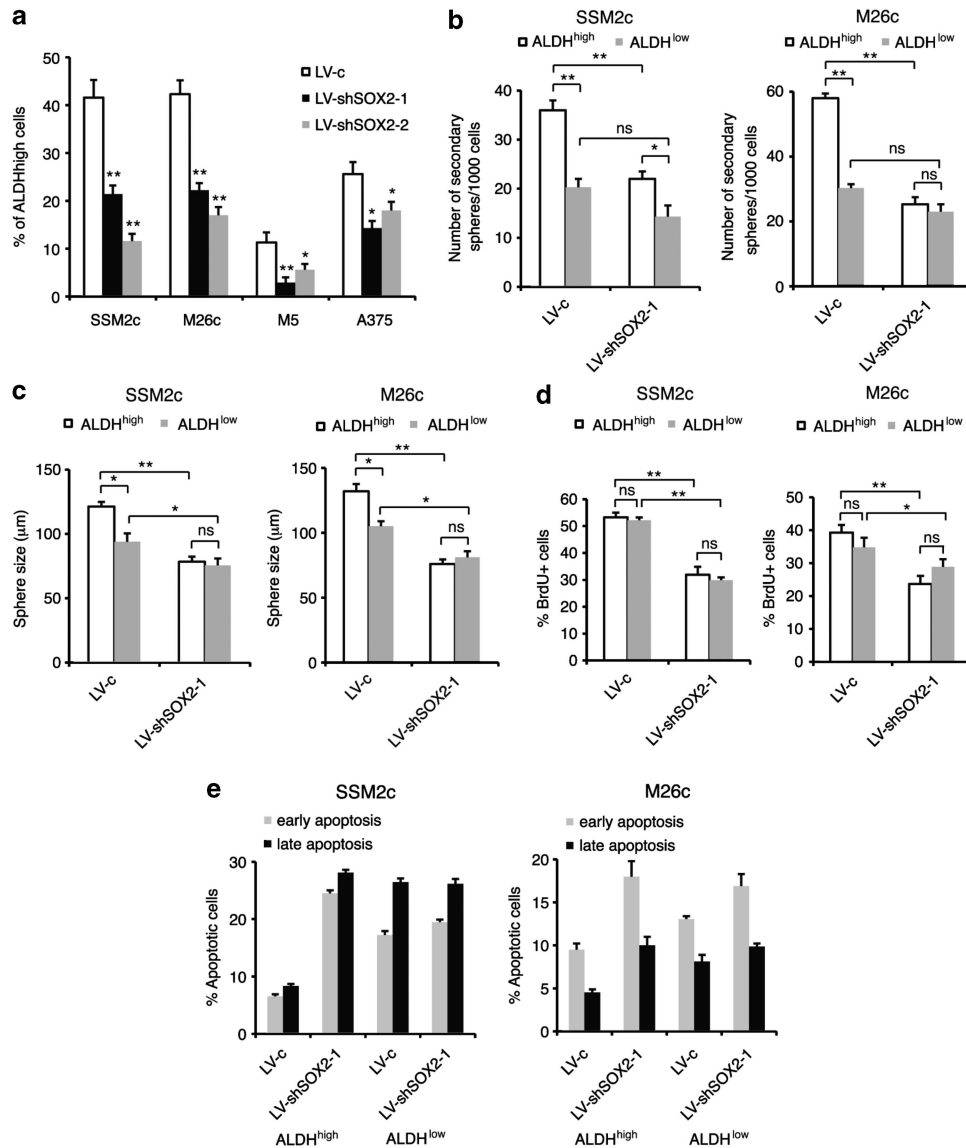 a
% of ALDHhigh cells
50
40
30
20
10
0
LV-c
LV-shSOX2-1
LV-shSOX2-2
**
**
**
**
**
*
*
*
SSM2c
M26c
M5
A375
b
SSM2c
ALDHhigh
ALDHlow
Number of secondary
spheres/1000 cells
40
30
20
10
0
**
**
ns
*
LV-c
LV-shSOX2-1
M26c
ALDHhigh
ALDHlow
Number of secondary
spheres/1000 cells
60
40
20
0
**
**
ns
ns
LV-c
LV-shSOX2-1
c
SSM2c
ALDHhigh
ALDHlow
Sphere size (μm)
150
100
50
0
**
*
*
ns
LV-c
LV-shSOX2-1
M26c
ALDHhigh
ALDHlow
Sphere size (μm)
150
100
50
0
**
*
*
ns
LV-c
LV-shSOX2-1
d
SSM2c
ALDHhigh
ALDHlow
% BrdU+ cells
60
50
40
30
20
10
0
**
ns
**
ns
LV-c
LV-shSOX2-1
M26c
ALDHhigh
ALDHlow
% BrdU+ cells
50
40
30
20
10
0
**
ns
*
ns
LV-c
LV-shSOX2-1
e
SSM2c
early apoptosis
late apoptosis
% Apoptotic cells
30
20
10
0
LV-c
LV-shSOX2-1
LV-c
LV-shSOX2-1
ALDHhigh
ALDHlow
M26c
early apoptosis
late apoptosis
% Apoptotic cells
20
15
10
5
0
LV-c
LV-shSOX2-1
LV-c
LV-shSOX2-1
ALDHhigh
ALDHlow